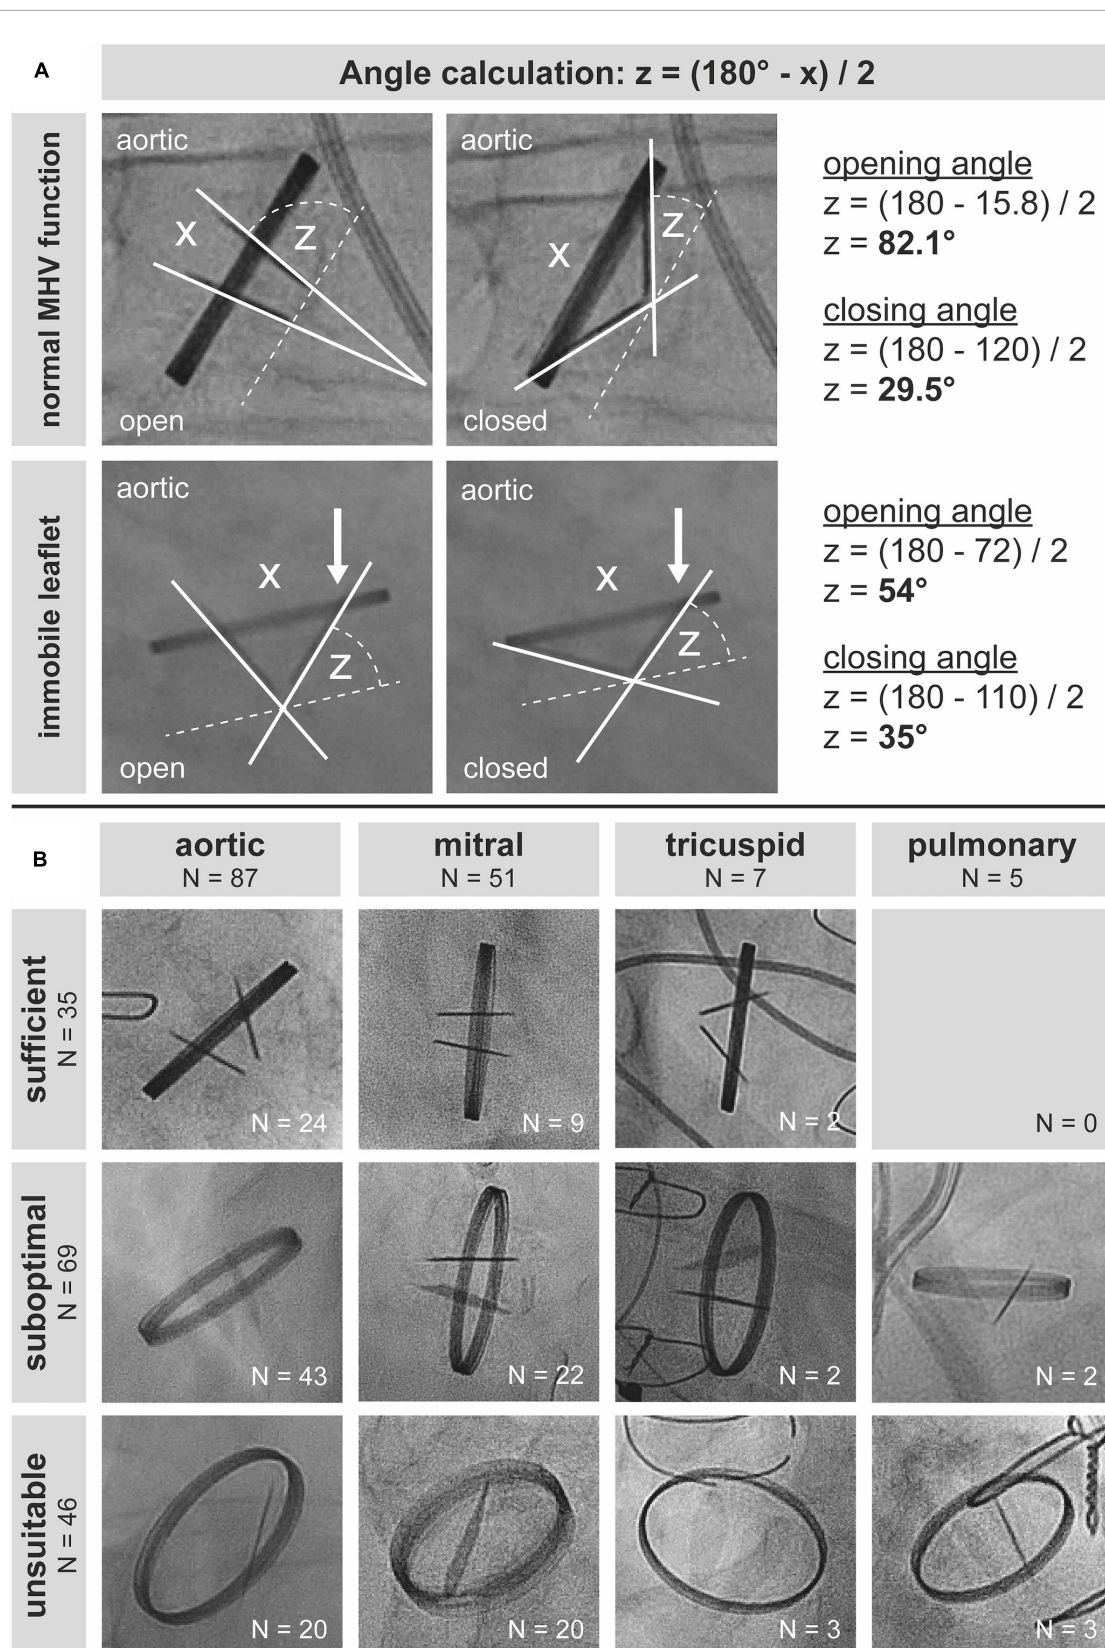 A
Angle calculation: z = (180° - x) / 2
normal MHV function
aortic
x
z
open
aortic
x
z
closed
opening angle
z = (180 - 15.8) / 2
z = 82.1°
closing angle
z = (180 - 120) / 2
z = 29.5°
immobile leaflet
aortic
x
z
open
aortic
x
z
closed
opening angle
z = (180 - 72) / 2
z = 54°
closing angle
z = (180 - 110) / 2
z = 35°
B
aortic
N = 87
mitral
N = 51
tricuspid
N = 7
pulmonary
N = 5
sufficient
N = 35
N = 24
N = 9
N = 2
N = 0
suboptimal
N = 69
N = 43
N = 22
N = 2
N = 2
unsuitable
N = 46
N = 20
N = 20
N = 3
N = 3